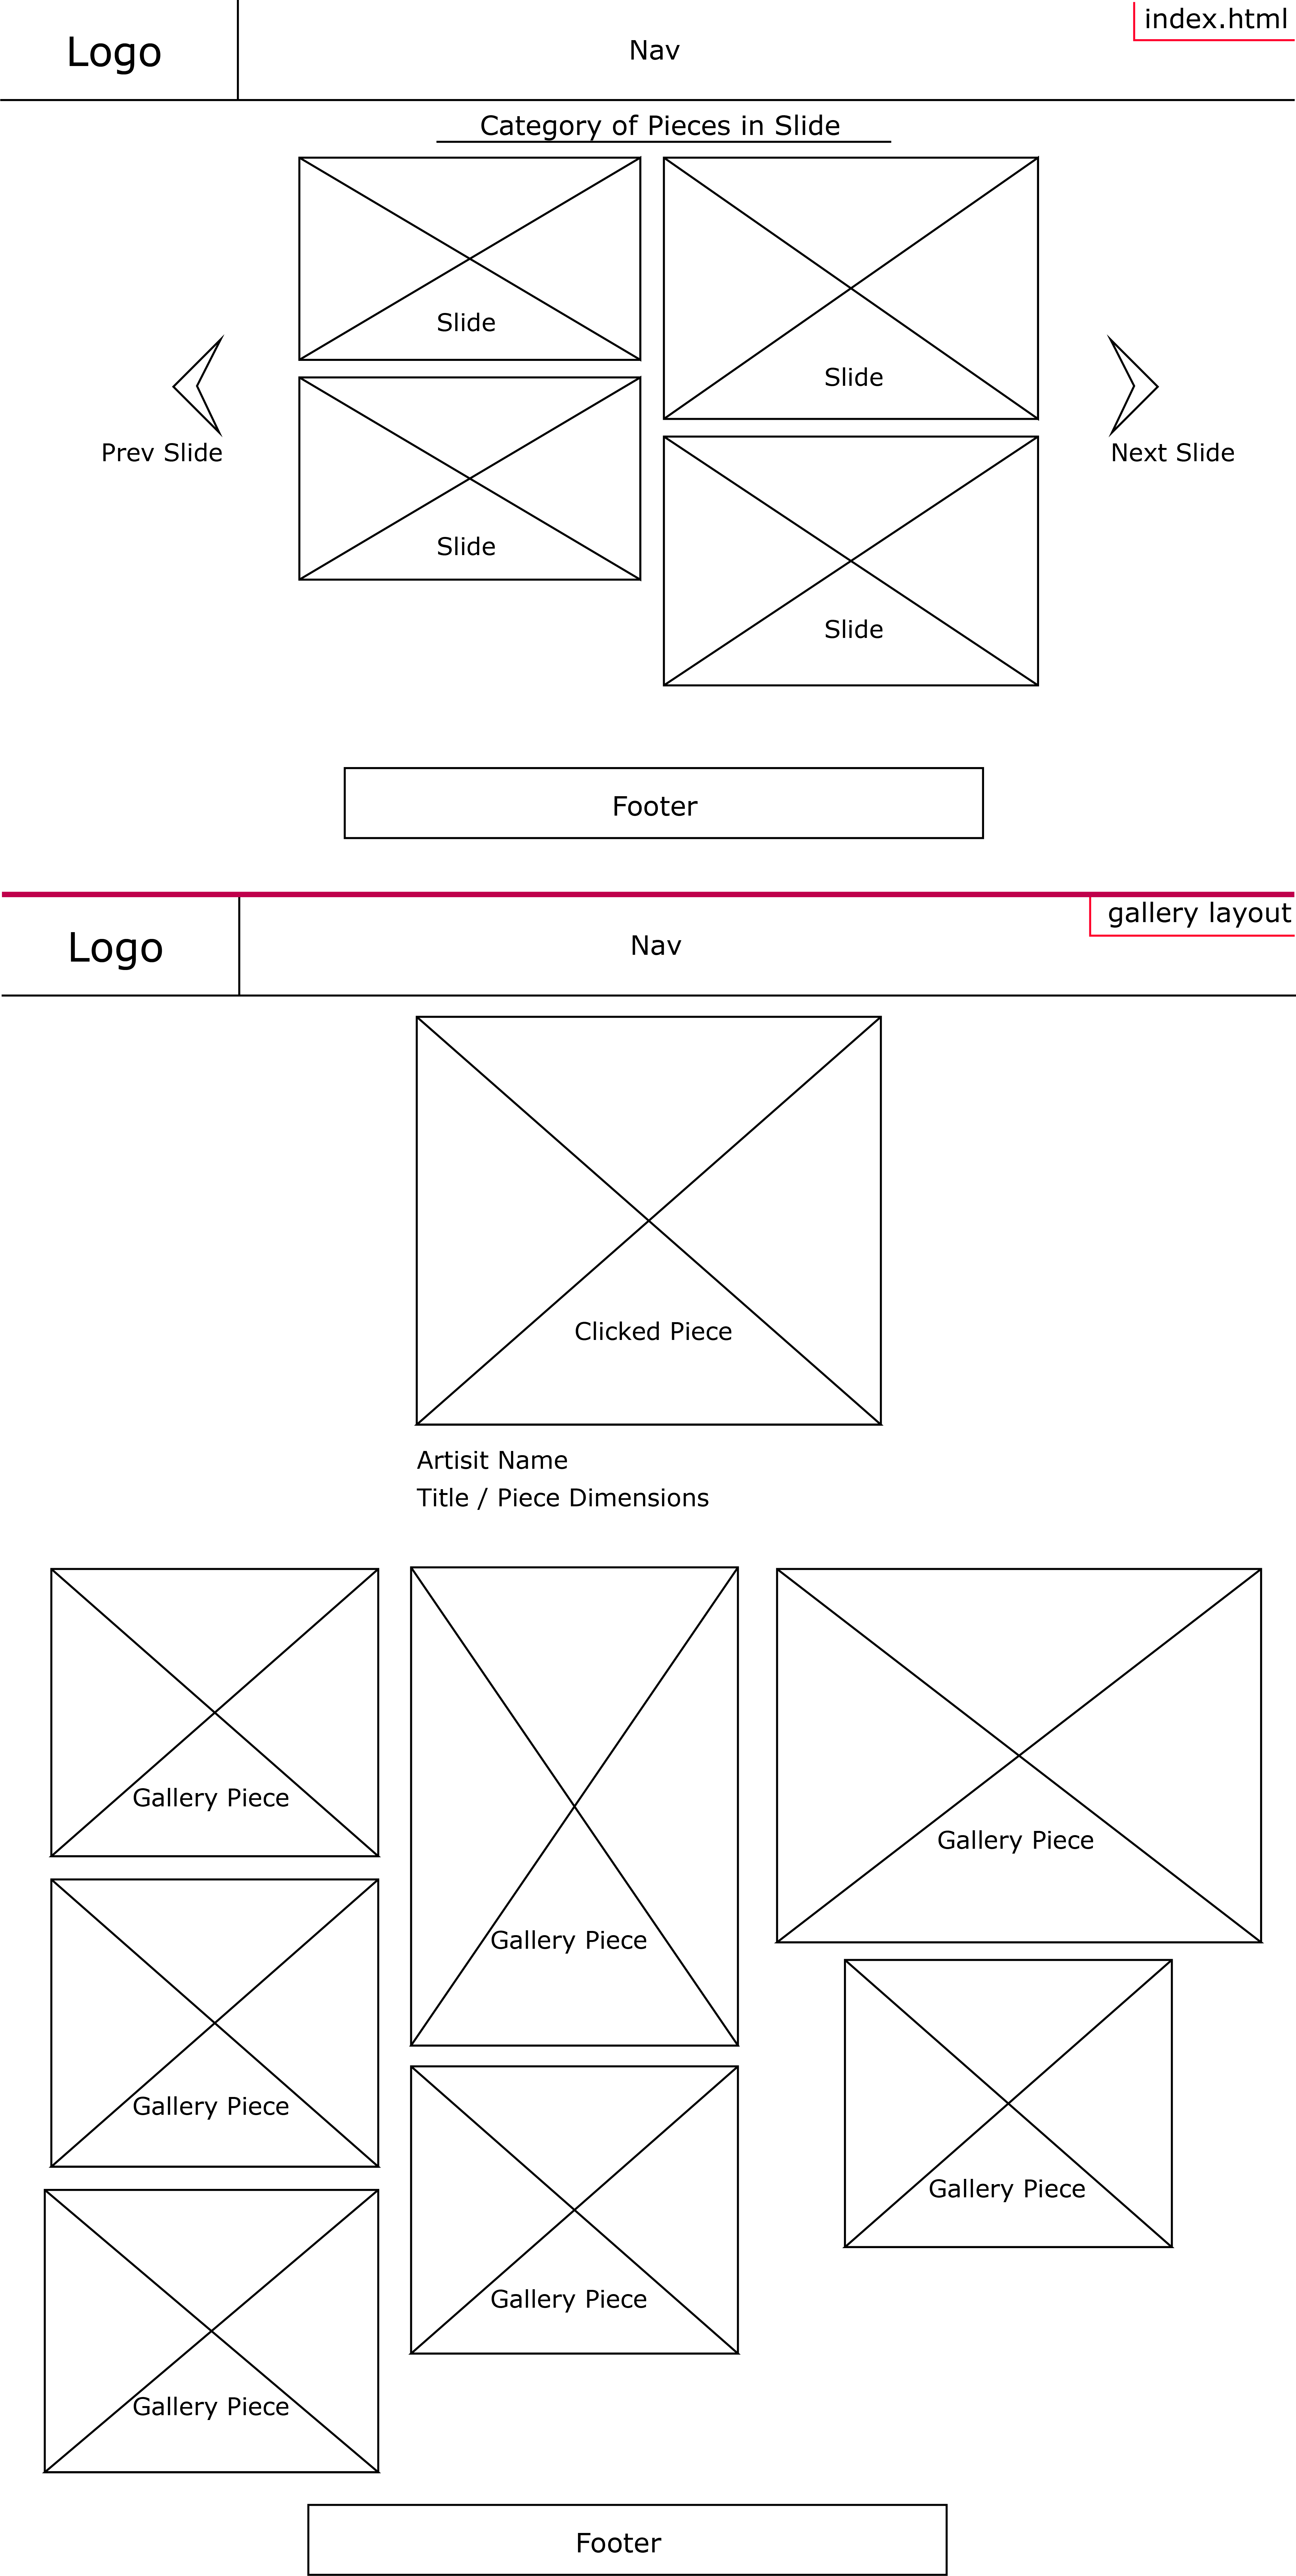 index.html
Logo
Nav
Category of Pieces in Slide
Slide
Slide
Slide
Slide
Prev Slide
Next Slide
Footer
gallery layout
Logo
Nav
Clicked Piece
Artisit Name
Title / Piece Dimensions
Gallery Piece
Gallery Piece
Gallery Piece
Gallery Piece
Gallery Piece
Gallery Piece
Gallery Piece
Footer